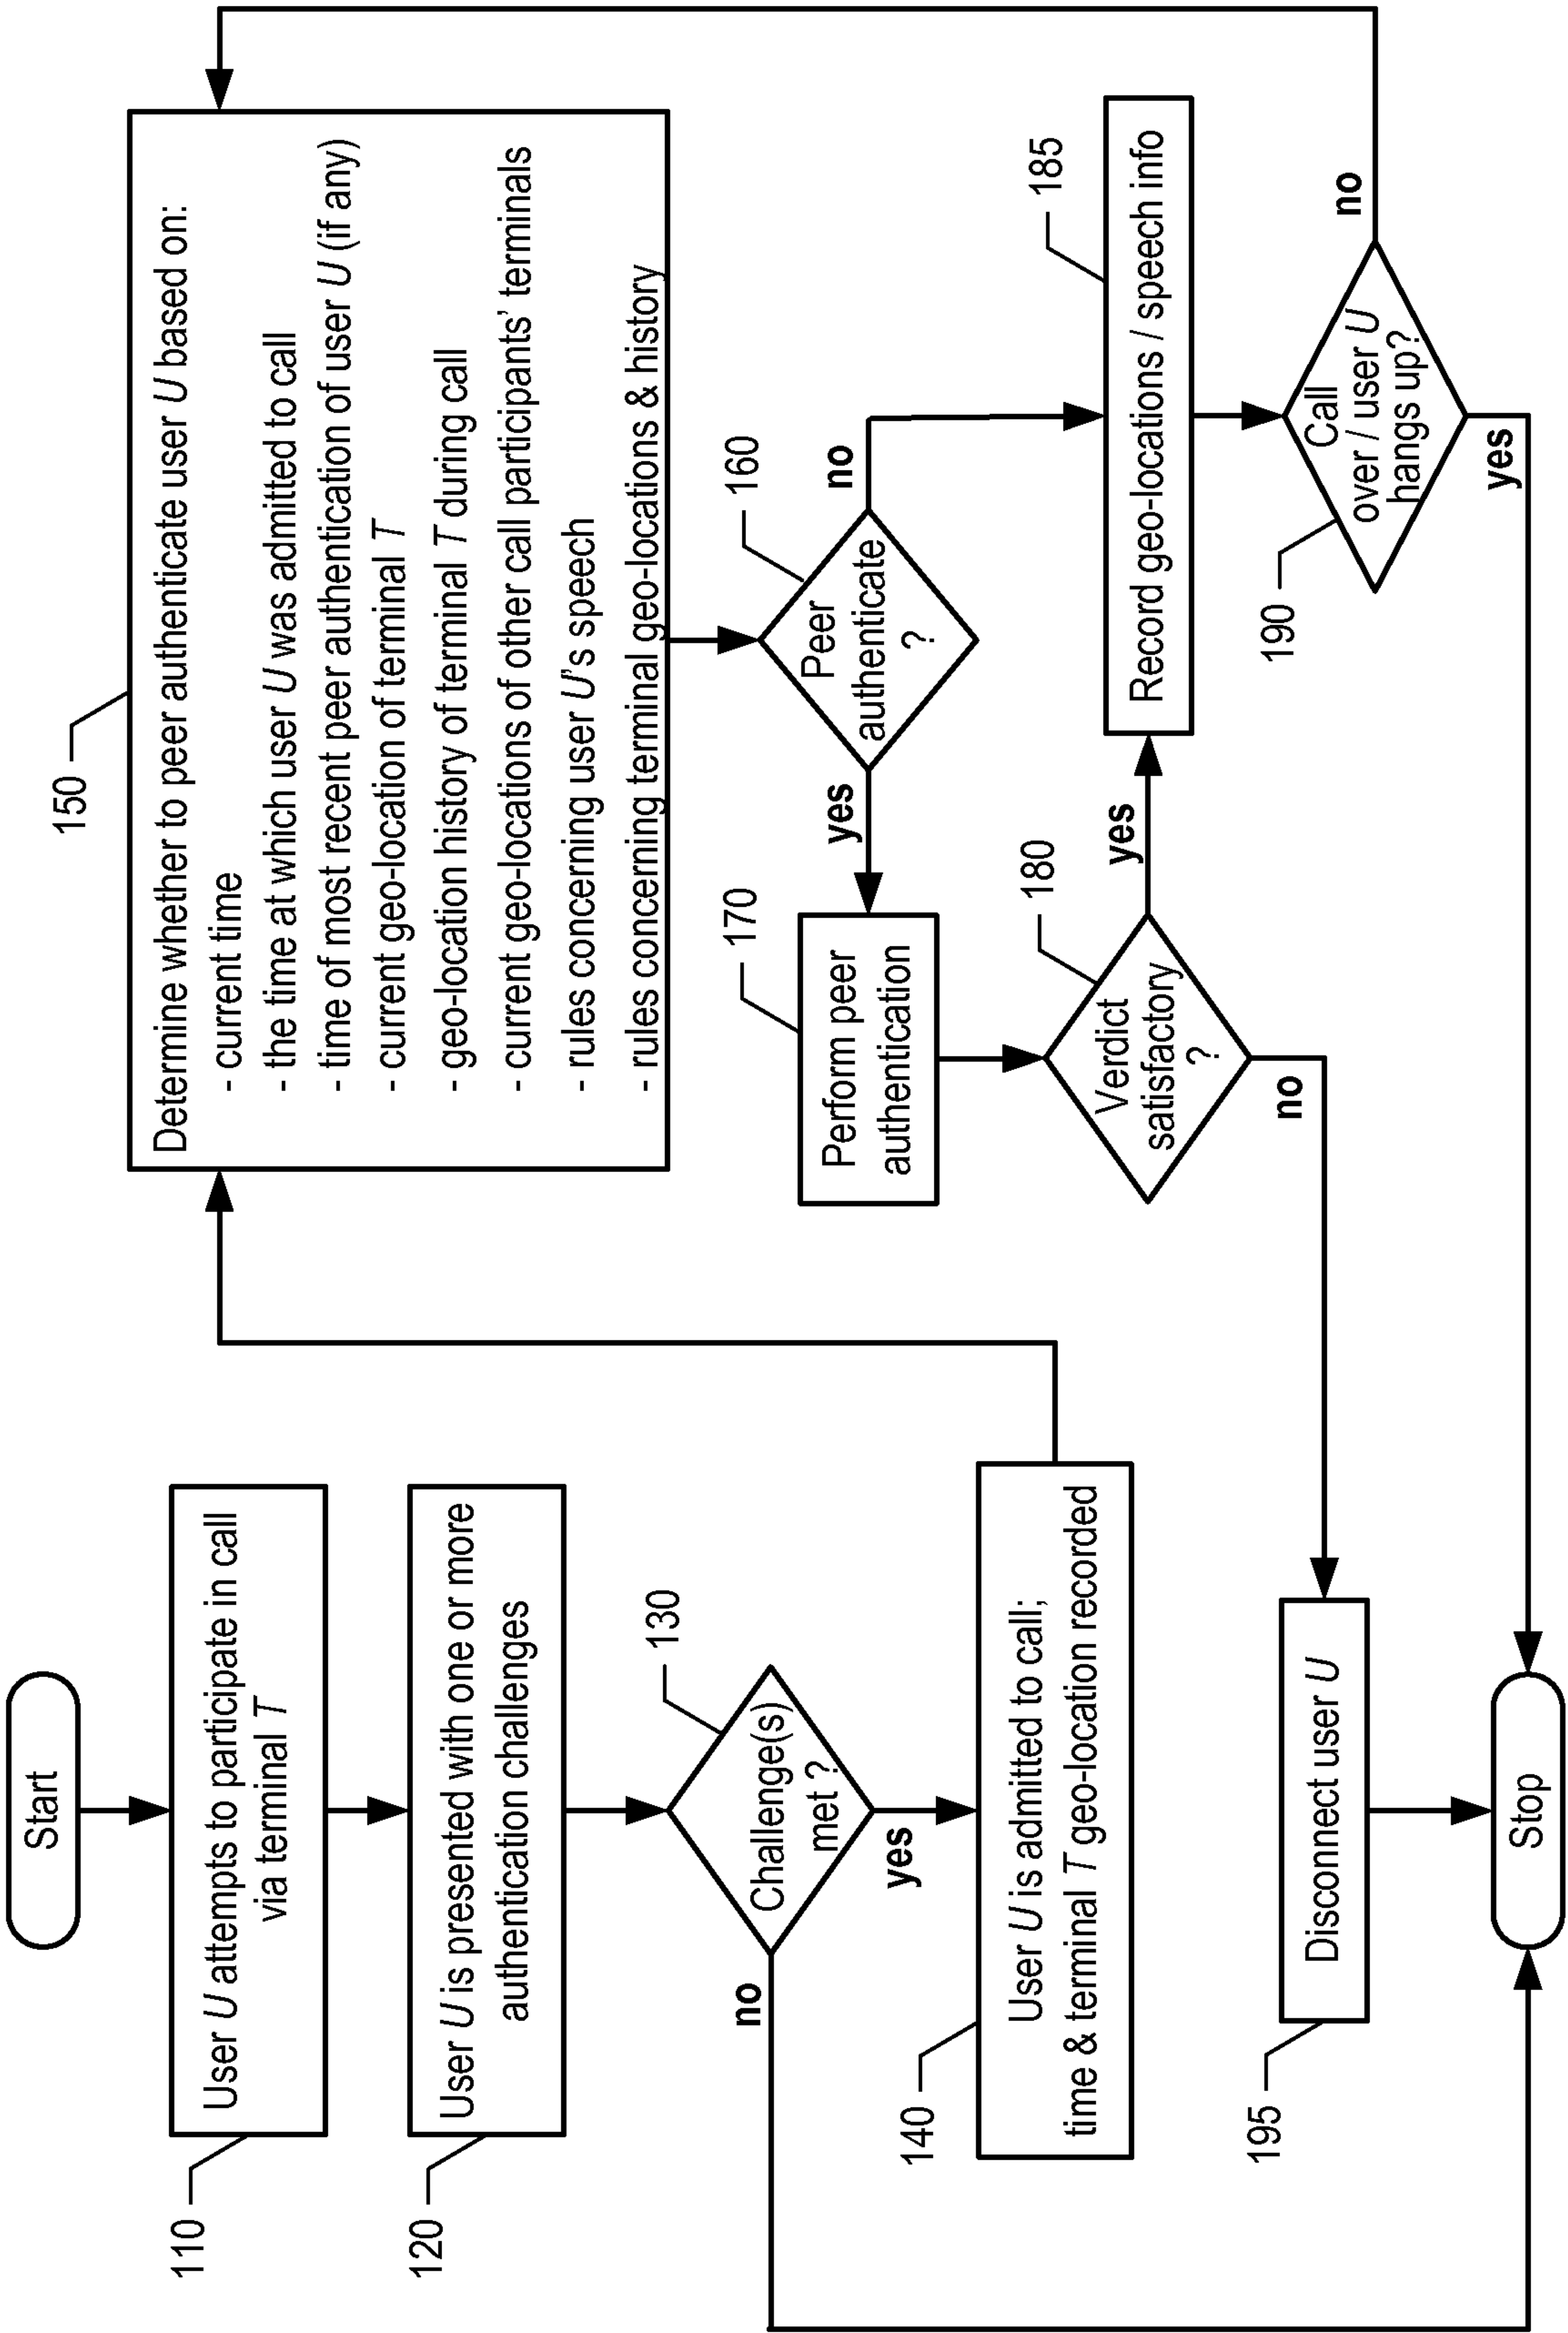 Start
110
User U attempts to participate in call
via terminal T
120
User U is presented with one or more
authentication challenges
130
Challenge(s)
met ?
no
yes
140
User U is admitted to call;
time & terminal T geo-location recorded
150
Determine whether to peer authenticate user U based on:
- current time
- the time at which user U was admitted to call
- time of most recent peer authentication of user U (if any)
- current geo-location of terminal T
- geo-location history of terminal T during call
- current geo-locations of other call participants' terminals
- rules concerning user U's speech
- rules concerning terminal geo-locations & history
160
Peer
authenticate
?
yes
no
170
Perform peer
authentication
180
Verdict
satisfactory
?
yes
no
185
Record geo-locations / speech info
190
Call
over / user U
hangs up?
no
yes
195
Disconnect user U
Stop